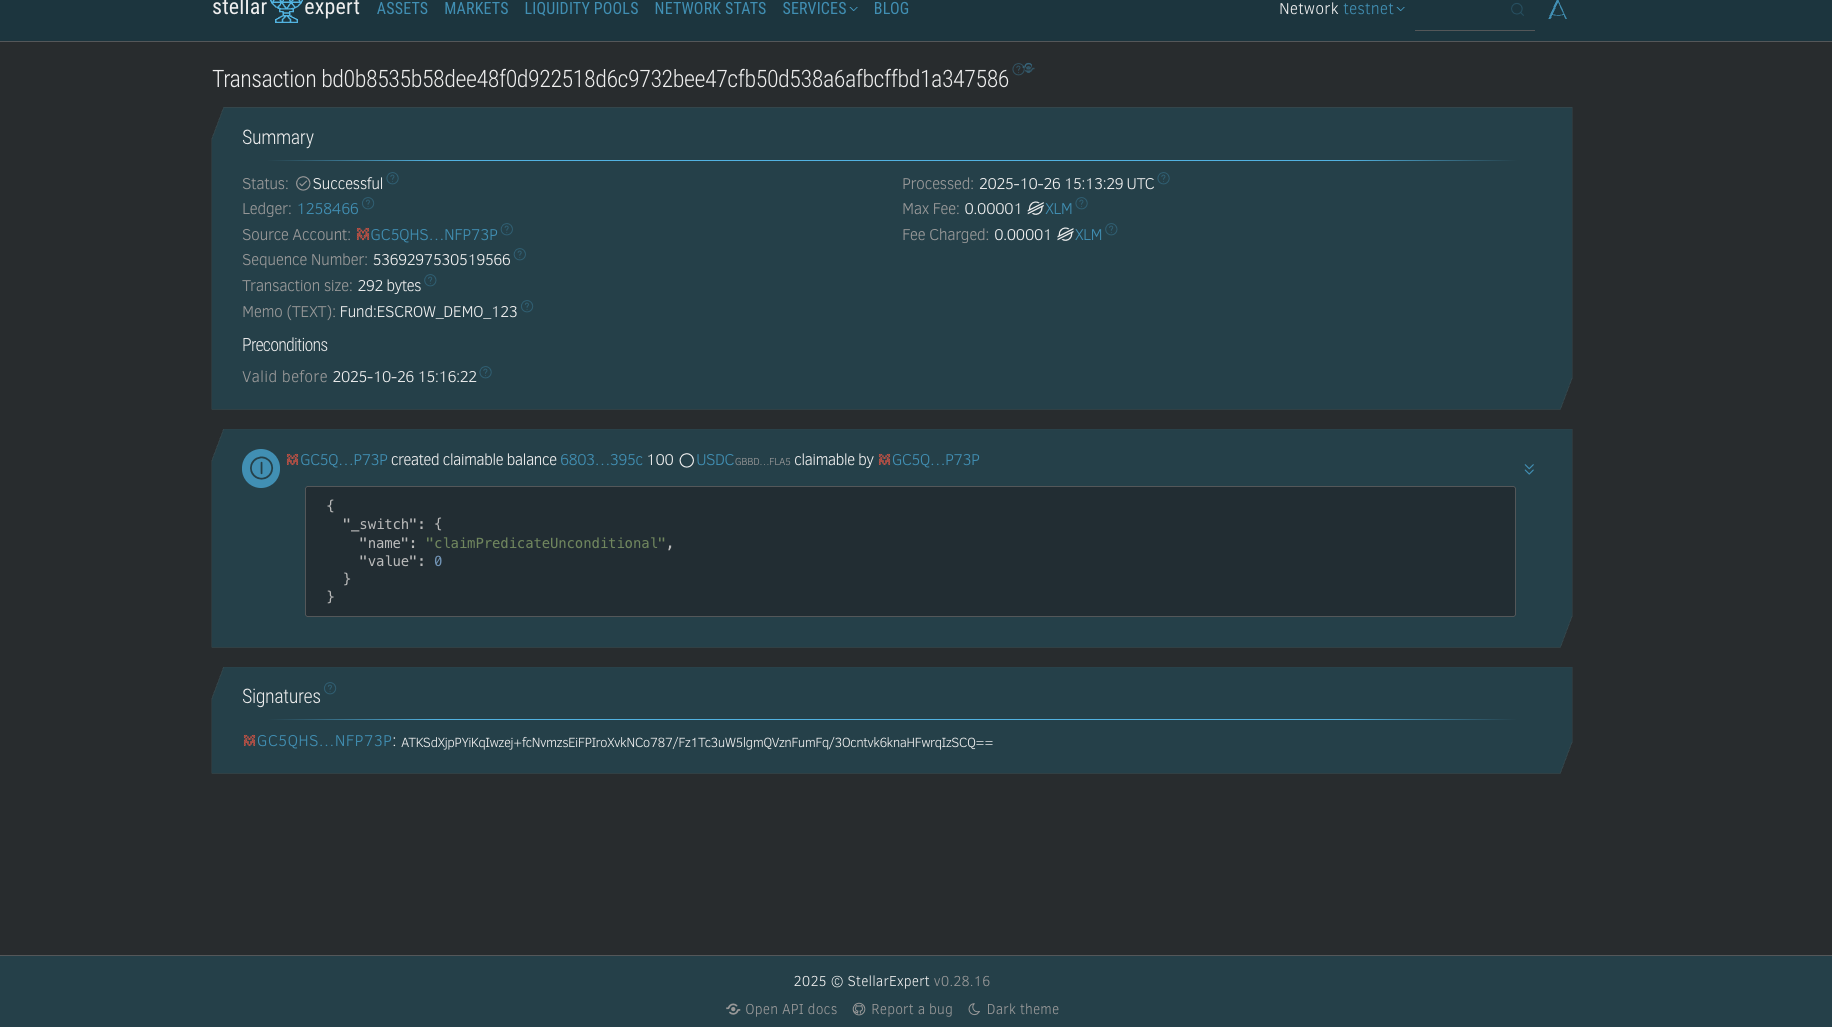 stellar expert ASSETS MARKETS LIQUIDITY POOLS NETWORK STATS SERVICES BLOG Network testnet
Transaction bd0b8535b58dee48f0d922518d6c9732bee47cfb50d538a6afbcffbd1a347586
Summary
Status: Successful
Ledger: 1258466
Source Account: GC5QHS…NFP73P
Sequence Number: 5369297530519566
Transaction size: 292 bytes
Memo (TEXT): Fund:ESCROW_DEMO_123
Processed: 2025-10-26 15:13:29 UTC
Max Fee: 0.00001 XLM
Fee Charged: 0.00001 XLM
Preconditions
Valid before 2025-10-26 15:16:22
GC5Q…P73P created claimable balance 6803…395c 100 USDC GBBD…FLA5 claimable by GC5Q…P73P
{
  "_switch": {
    "name": "claimPredicateUnconditional",
    "value": 0
  }
}
Signatures
GC5QHS…NFP73P: ATKSdXjpPYiKqIwzej+fcNvmzsEiFPIroXvkNCo787/Fz1Tc3uW5lgmQVznFumFq/3Ocntvk6knaHFwrqIzSCQ==
2025 © StellarExpert v0.28.16
Open API docs Report a bug Dark theme